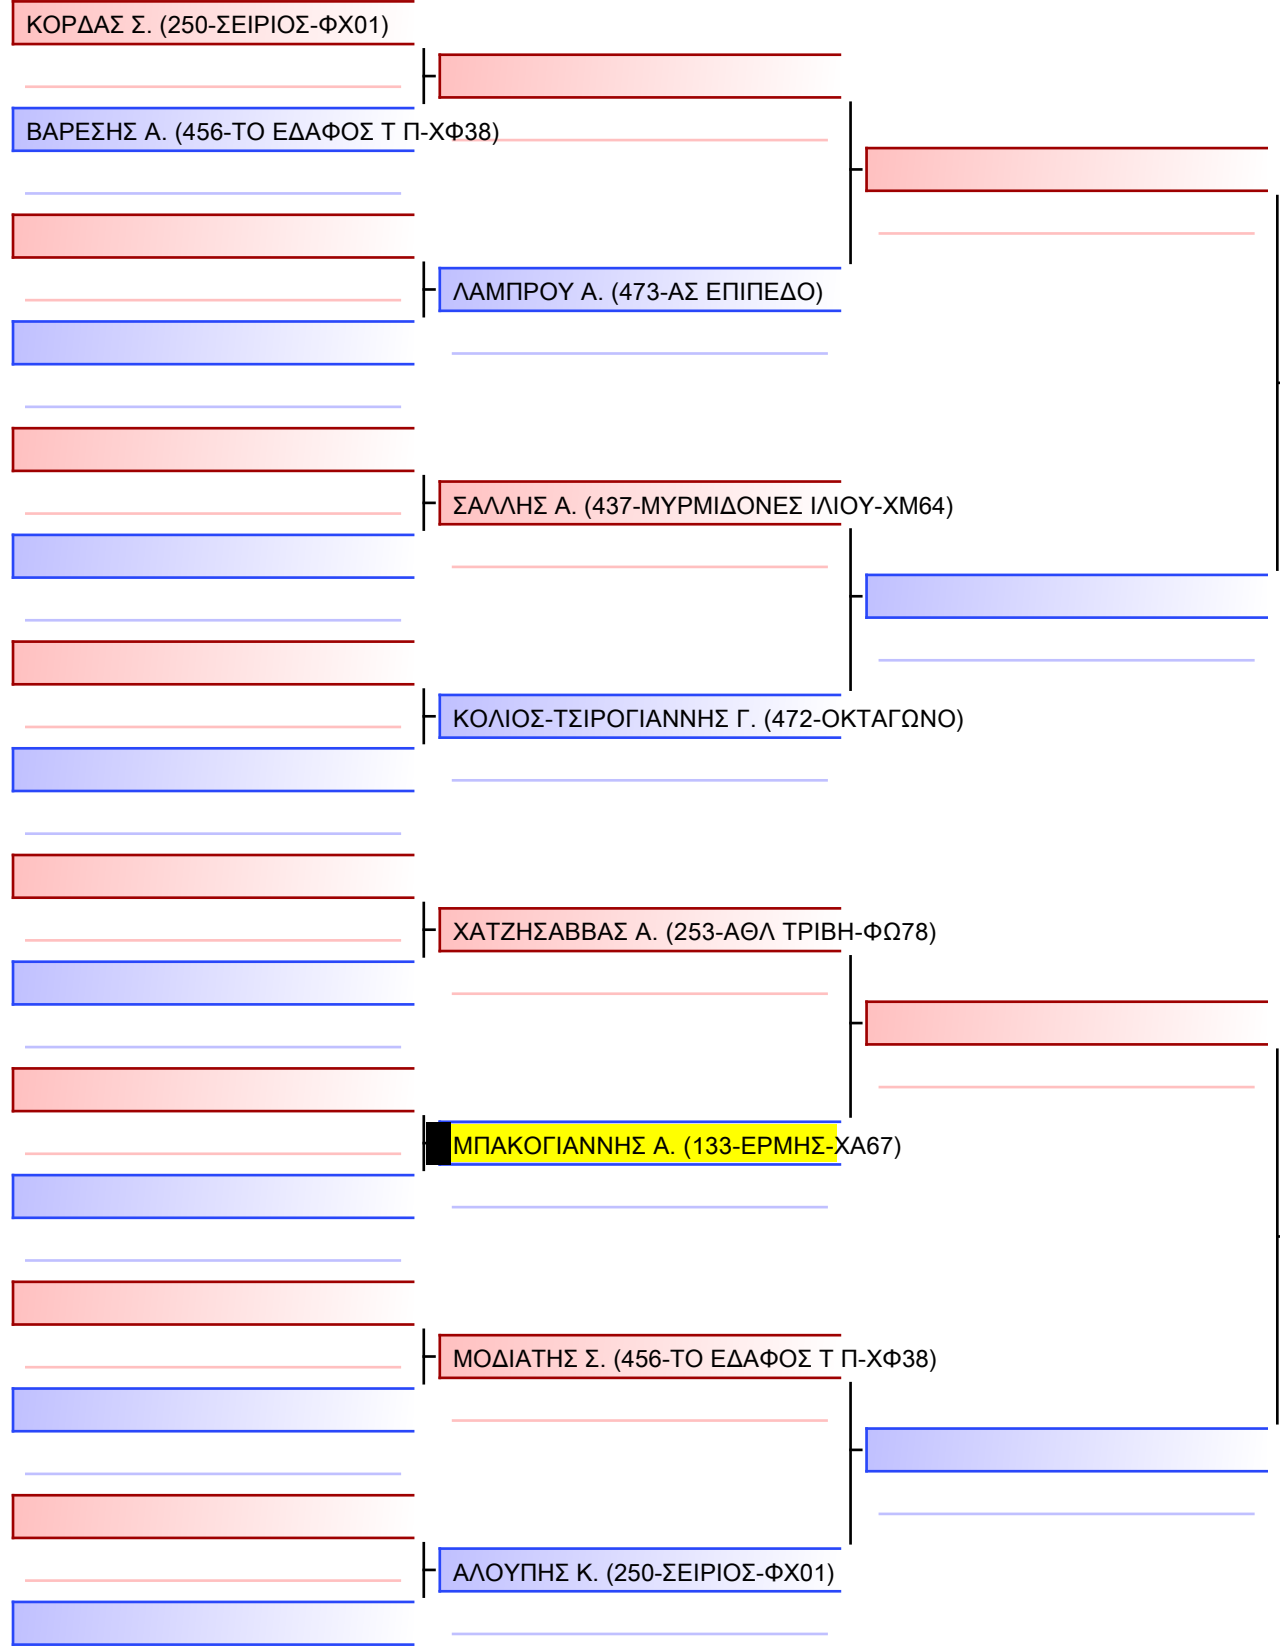 ΚΟΡΔΑΣ Σ. (250-ΣΕΙΡΙΟΣ-ΦΧ01)
ΒΑΡΕΣΗΣ Α. (456-ΤΟ ΕΔΑΦΟΣ Τ Π-ΧΦ38)
ΛΑΜΠΡΟΥ Α. (473-ΑΣ ΕΠΙΠΕΔΟ)
ΣΑΛΛΗΣ Α. (437-ΜΥΡΜΙΔΟΝΕΣ ΙΛΙΟΥ-ΧΜ64)
ΚΟΛΙΟΣ-ΤΣΙΡΟΓΙΑΝΝΗΣ Γ. (472-ΟΚΤΑΓΩΝΟ)
ΧΑΤΖΗΣΑΒΒΑΣ Α. (253-ΑΘΛ ΤΡΙΒΗ-ΦΩ78)
ΜΠΑΚΟΓΙΑΝΝΗΣ Α. (133-ΕΡΜΗΣ-ΧΑ67)
ΜΟΔΙΑΤΗΣ Σ. (456-ΤΟ ΕΔΑΦΟΣ Τ Π-ΧΦ38)
ΑΛΟΥΠΗΣ Κ. (250-ΣΕΙΡΙΟΣ-ΦΧ01)